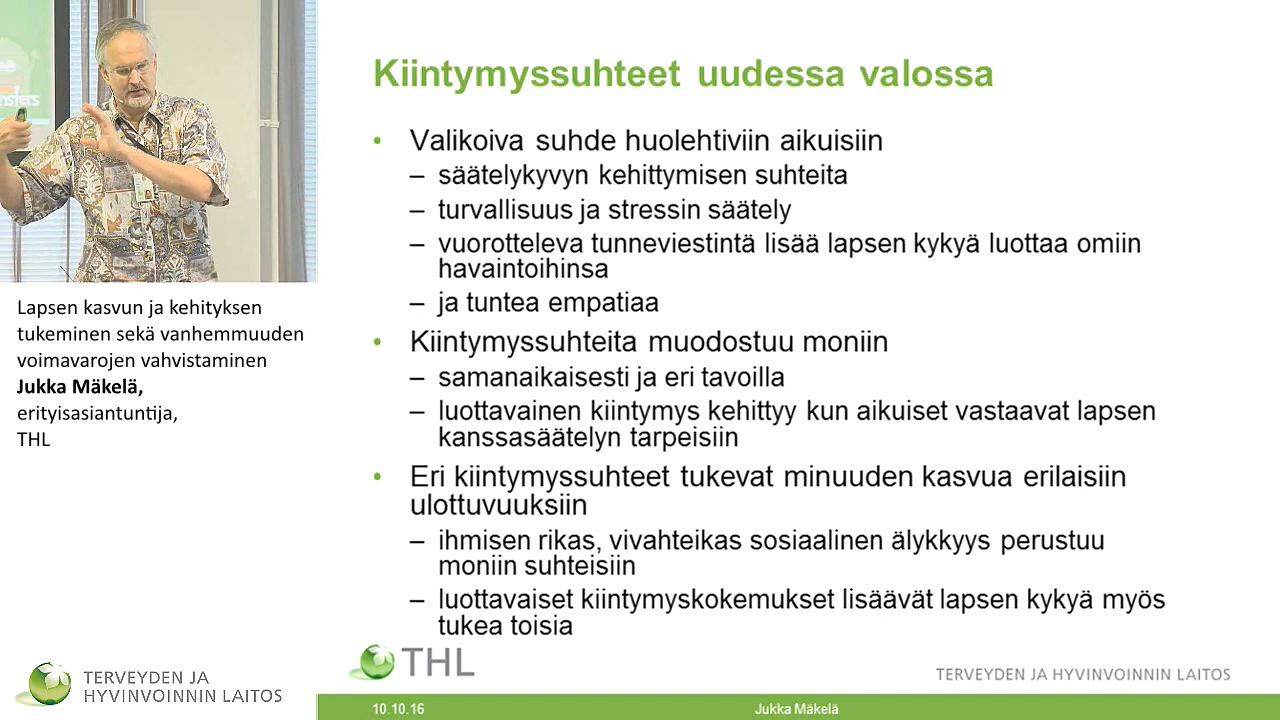 Lapsen kasvun ja kehityksen
tukeminen sekä vanhemmuuden
voimavarojen vahvistaminen
Jukka Mäkelä,
erityisasiantuntija,
THL
TERVEYDEN JA
HYVINVOINNIN LAITOS
Kiintymyssuhteet uudessa valossa
• Valikoiva suhde huolehtiviin aikuisiin
– säätelykyvyn kehittymisen suhteita
– turvallisuus ja stressin säätely
– vuorotteleva tunneviestintä lisää lapsen kykyä luottaa omiin
havaintoihinsa
– ja tuntea empatiaa
• Kiintymyssuhteita muodostuu moniin
– samanaikaisesti ja eri tavoilla
– luottavainen kiintymys kehittyy kun aikuiset vastaavat lapsen
kanssasäätelyn tarpeisiin
• Eri kiintymyssuhteet tukevat minuuden kasvua erilaisiin
ulottuvuuksiin
– ihmisen rikas, vivahteikas sosiaalinen älykkyys perustuu
moniin suhteisiin
– luottavaiset kiintymyskokemukset lisäävät lapsen kykyä myös
tukea toisia
THL
TERVEYDEN JA HYVINVOINNIN LAITOS
10.10.16
Jukka Mäkelä